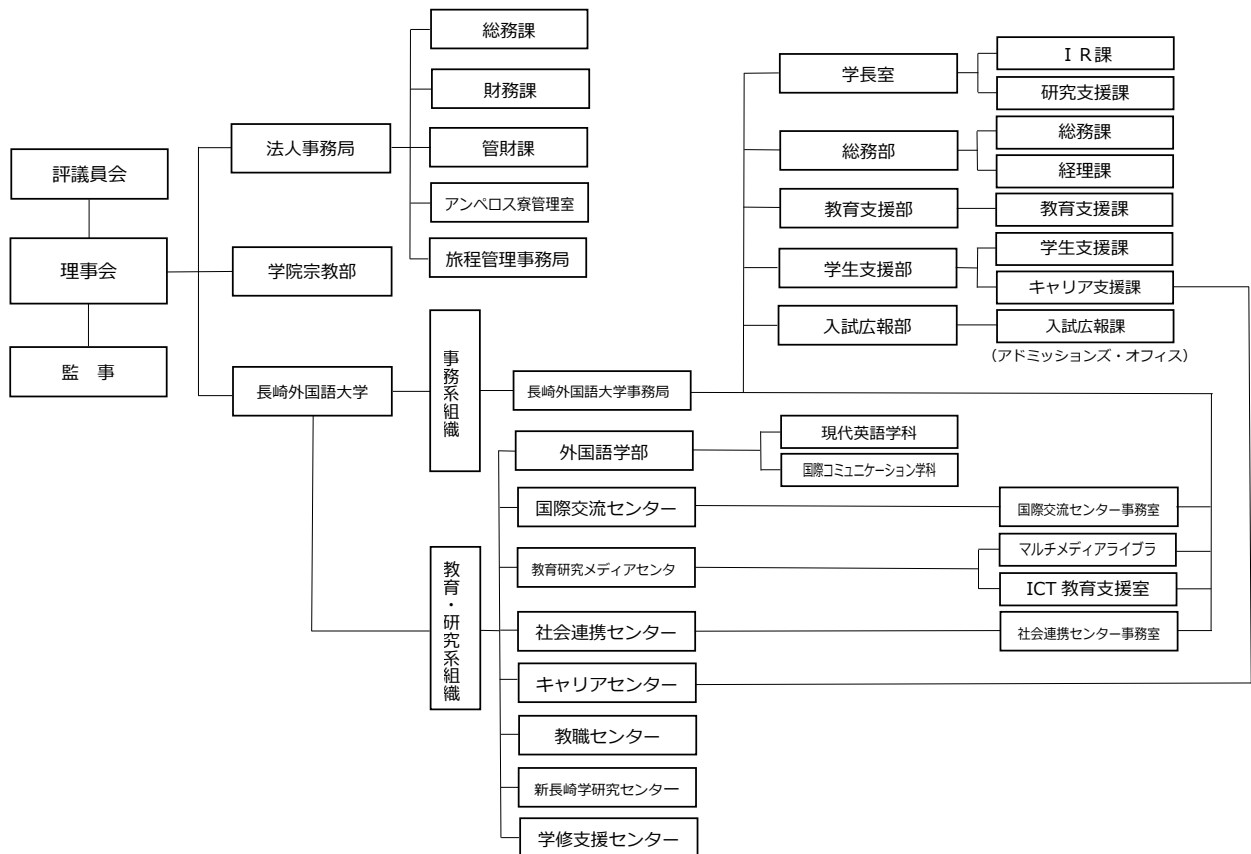 評議員会
理事会
監　事
法人事務局
学院宗教部
長崎外国語大学
総務課
財務課
管財課
アンペロス寮管理室
旅程管理事務局
事務系組織
教育・研究系組織
長崎外国語大学事務局
学長室
総務部
教育支援部
学生支援部
入試広報部
ＩＲ課
研究支援課
総務課
経理課
教育支援課
学生支援課
キャリア支援課
入試広報課
（アドミッションズ・オフィス）
外国語学部
現代英語学科
国際コミュニケーション学科
国際交流センター
国際交流センター事務室
教育研究メディアセンタ
マルチメディアライブラ
ICT 教育支援室
社会連携センター
社会連携センター事務室
キャリアセンター
教職センター
新長崎学研究センター
学修支援センター